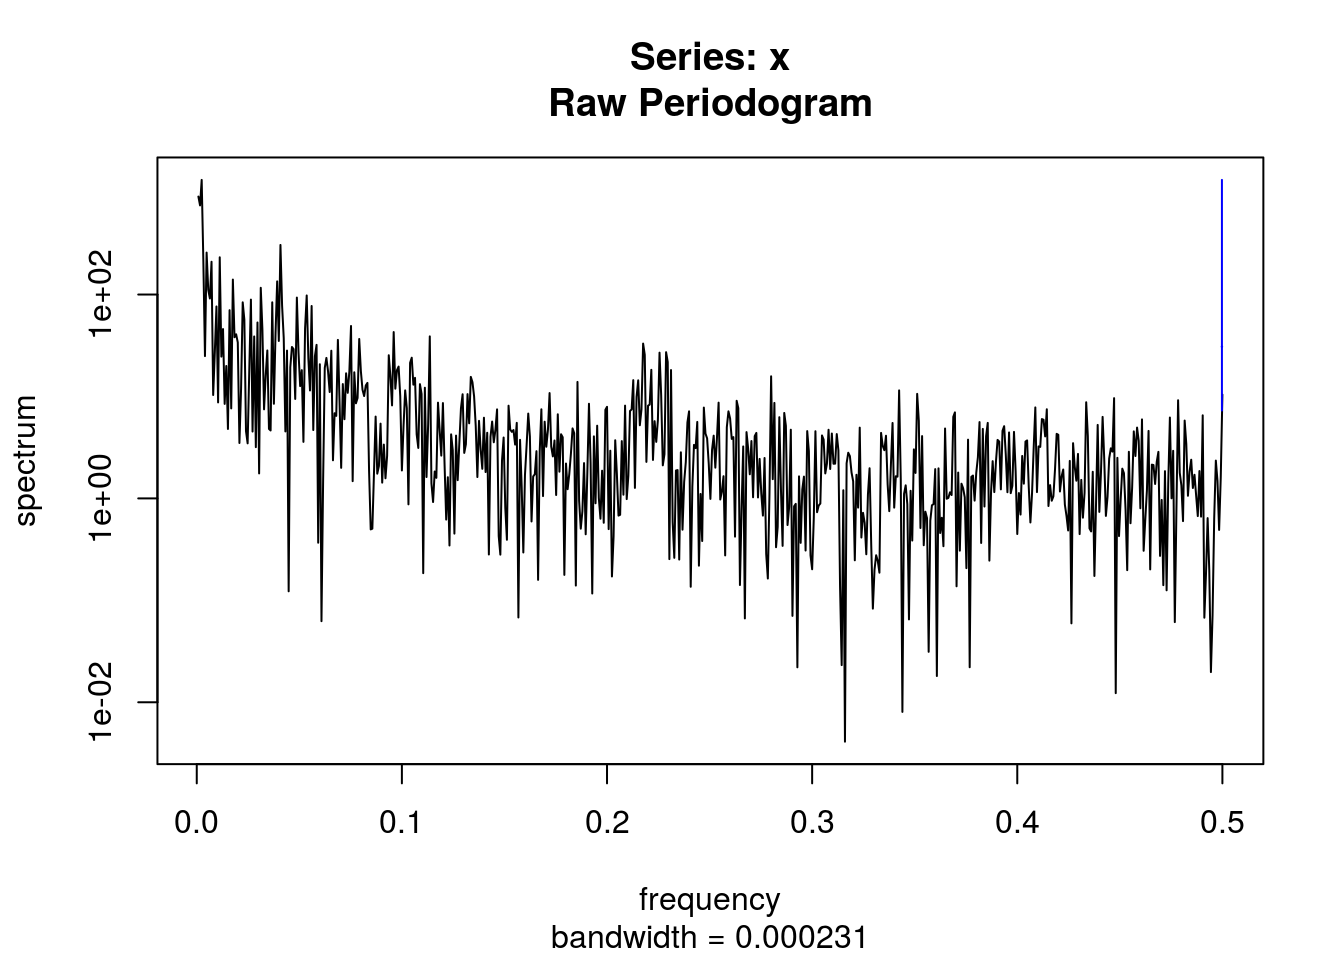 Series: x
Raw Periodogram
spectrum
1e+02
1e+00
1e-02
0.0 0.1 0.2 0.3 0.4 0.5
frequency
bandwidth = 0.000231